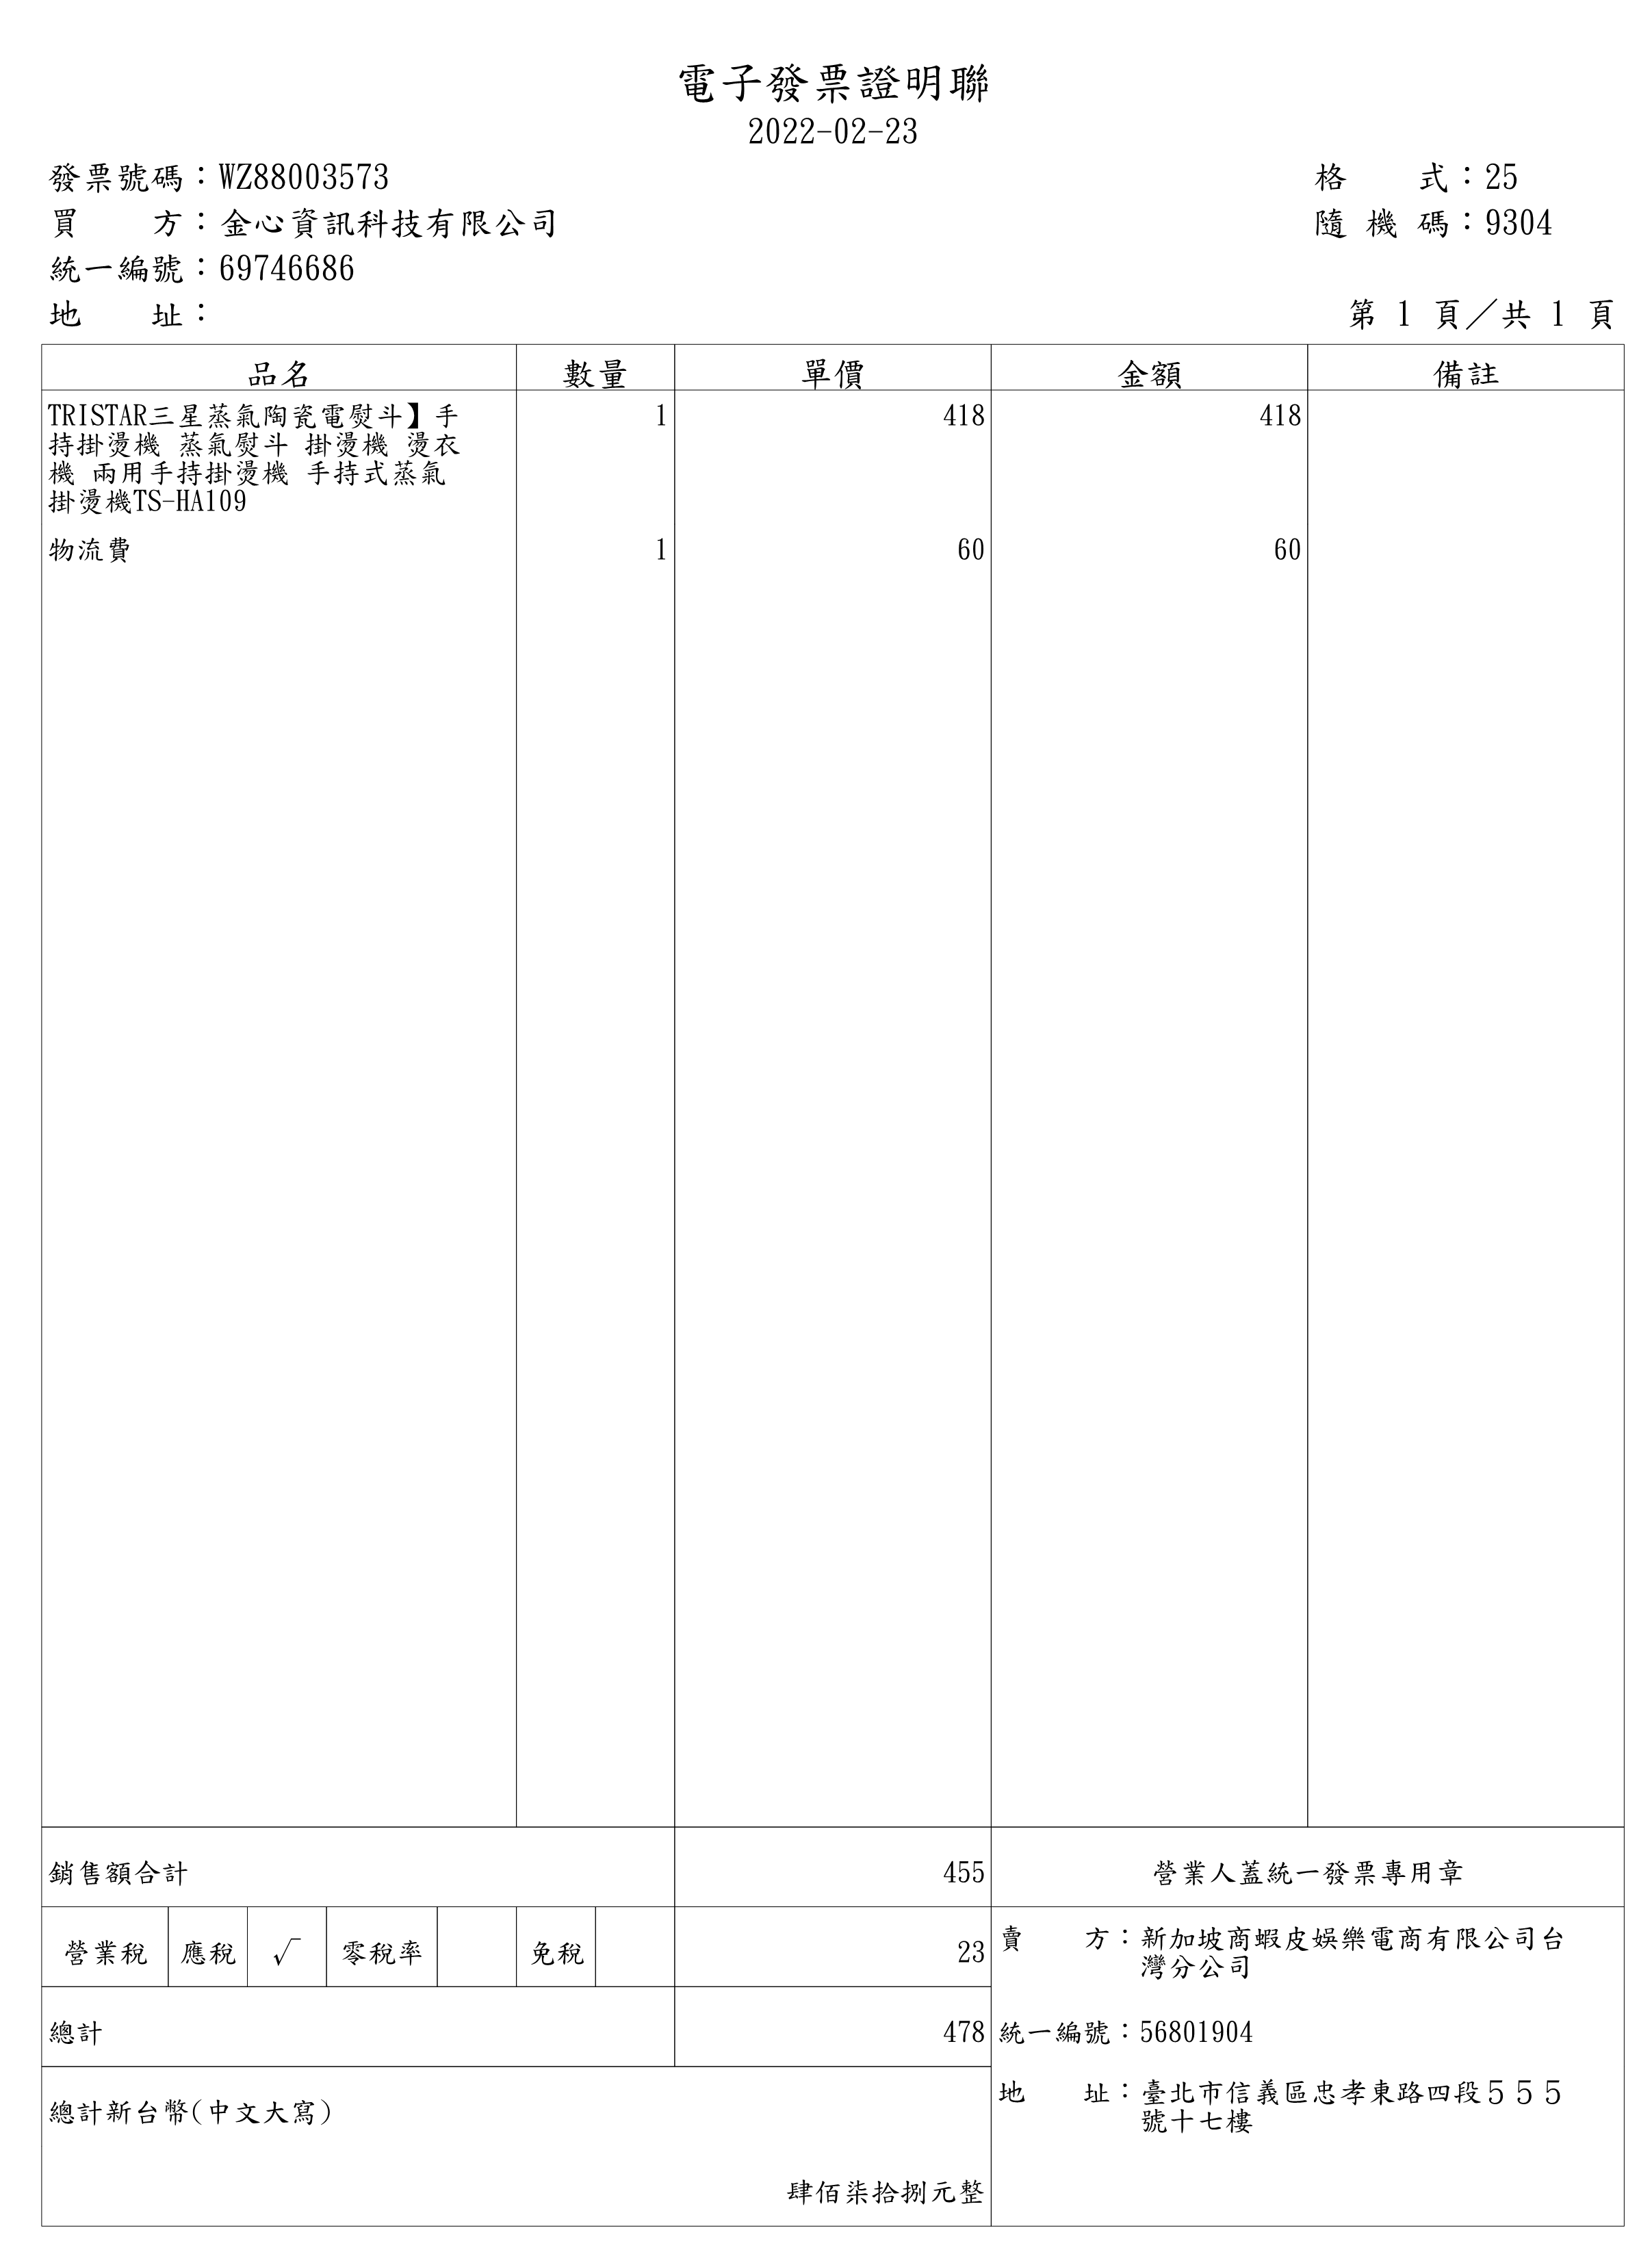 電子發票證明聯
2022-02-23
發票號碼：WZ88003573 格　　式：25
買　　方：金心資訊科技有限公司 隨 機 碼：9304
統一編號：69746686
地　　址： 第 1 頁／共 1 頁
品名 數量 單價 金額 備註
TRISTAR三星蒸氣陶瓷電熨斗】手 1 418 418
持掛燙機 蒸氣熨斗 掛燙機 燙衣
機 兩用手持掛燙機 手持式蒸氣
掛燙機TS-HA109
物流費 1 60 60
銷售額合計 455 營業人蓋統一發票專用章
營業稅 應稅 √ 零稅率 免稅 23
賣　　方：新加坡商蝦皮娛樂電商有限公司台
灣分公司
總計 478 統一編號：56801904
地　　址：臺北市信義區忠孝東路四段５５５
號十七樓
總計新台幣(中文大寫)
肆佰柒拾捌元整